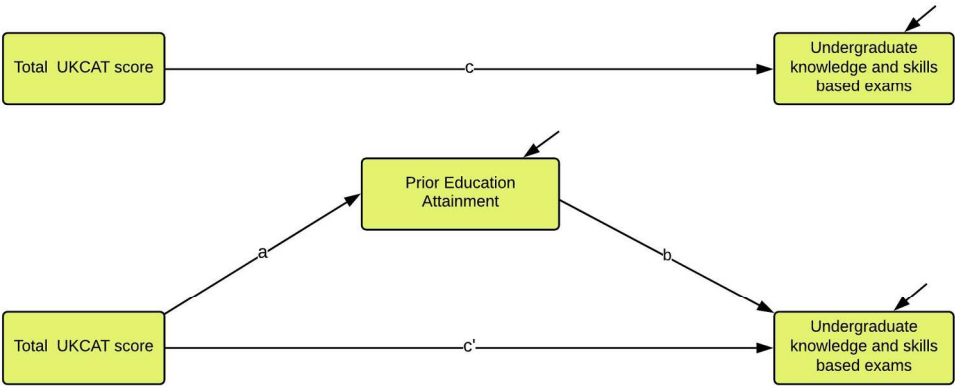 Total UKCAT score
c
Undergraduate
knowledge and skills
based exams
Prior Education
Attainment
a
b
Total UKCAT score
c'
Undergraduate
knowledge and skills
based exams